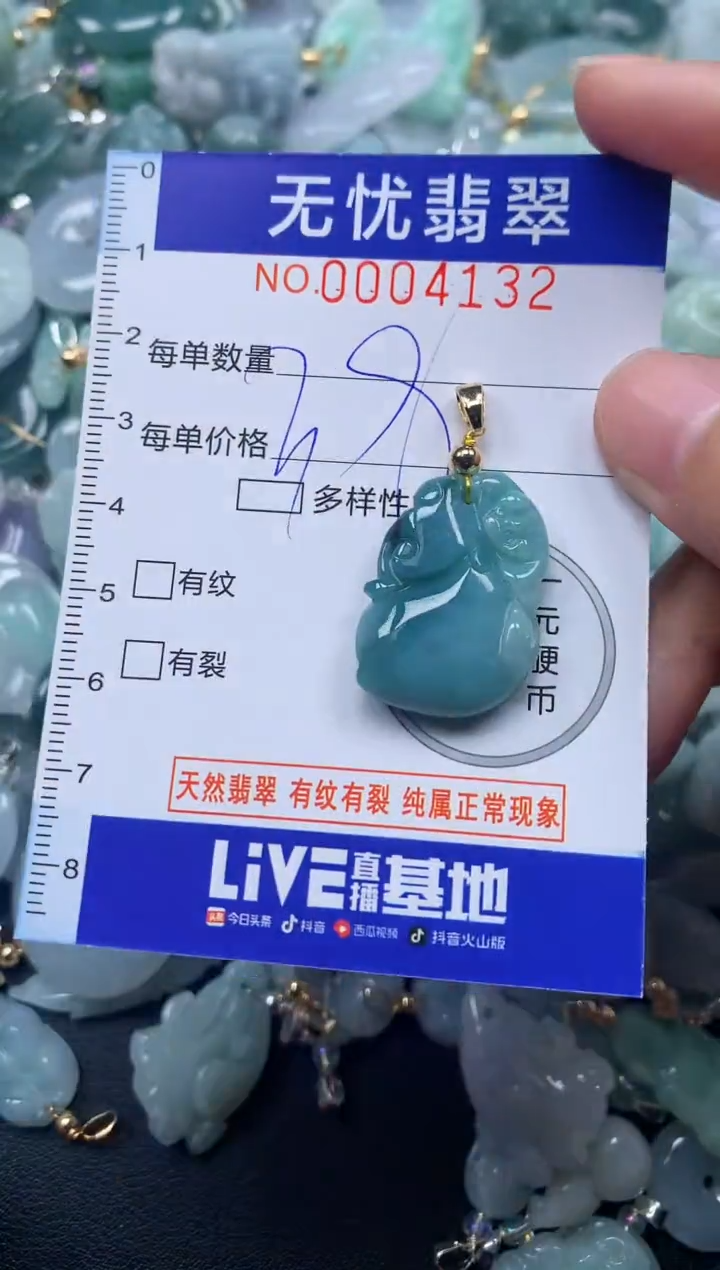 0
无忧翡翠
1
NO.0004132
2
每单数量
3
每单价格
4
多样性
5
有纹
一
元
硬
币
6
有裂
7
天然翡翠 有纹有裂 纯属正常现象
8
LiVE直播基地
头条 今日头条 抖音 西瓜视频 抖音火山版